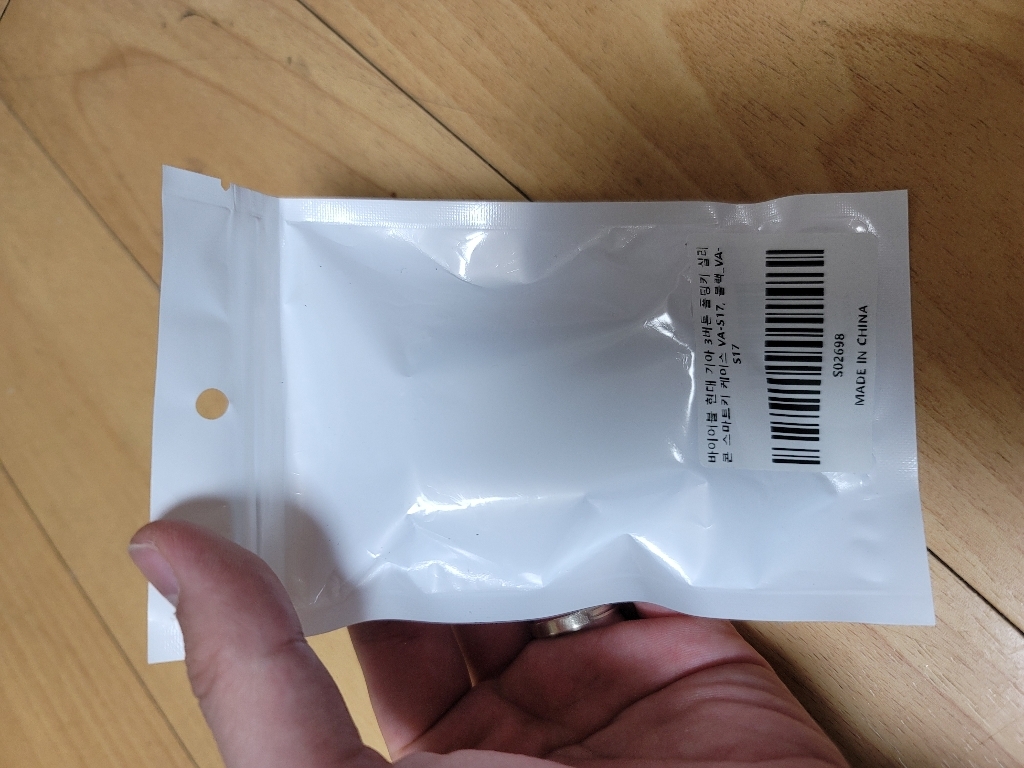 바이어블 현대 기아 3버튼 폴딩키 실리
콘 스마트키 케이스 VA-S17, 블랙_VA-
S17
S02698
MADE IN CHINA